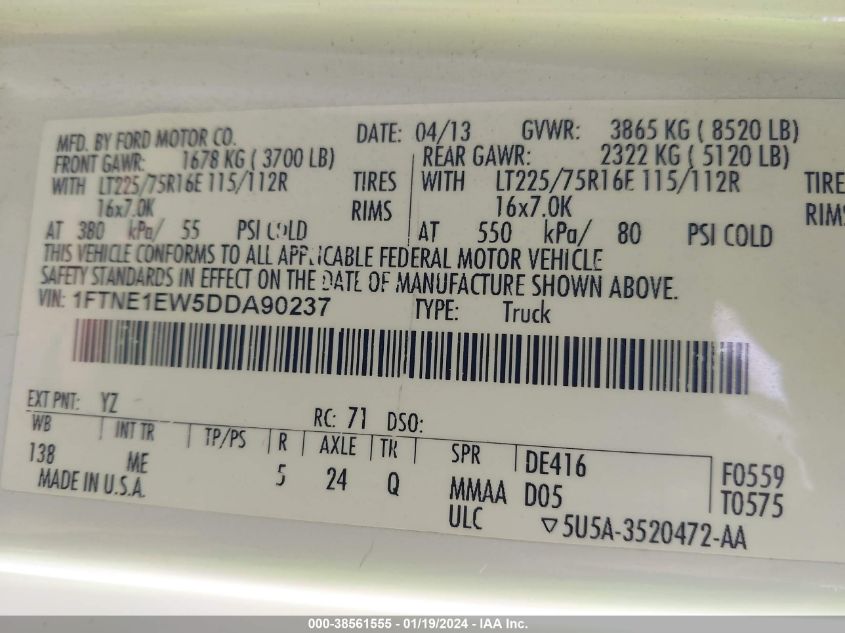 MFD. BY FORD MOTOR CO. DATE: 04/13 GVWR: 3865 KG ( 8520 LB)
FRONT GAWR: 1678 KG ( 3700 LB) REAR GAWR: 2322 KG ( 5120 LB)
WITH LT225/75R16E 115/112R TIRES WITH LT225/75R16E 115/112R TIRE
16x7.0K RIMS 16x7.0K RIMS
AT 380 kPa/ 55 PSI COLD AT 550 kPa/ 80 PSI COLD
THIS VEHICLE CONFORMS TO ALL APPLICABLE FEDERAL MOTOR VEHICLE
SAFETY STANDARDS IN EFFECT ON THE DATE OF MANUFACTURE SHOWN ABOVE.
VIN: 1FTNE1EW5DDA90237 TYPE: Truck
EXT PNT: YZ RC: 71 DSO:
WB INT TR TP/PS R AXLE TR SPR DE416 F0559
138 ME 5 24 Q MMAA D05 T0575
MADE IN U.S.A. ULC ▽5U5A-3520472-AA
000-38561555 - 01/19/2024 - IAA Inc.